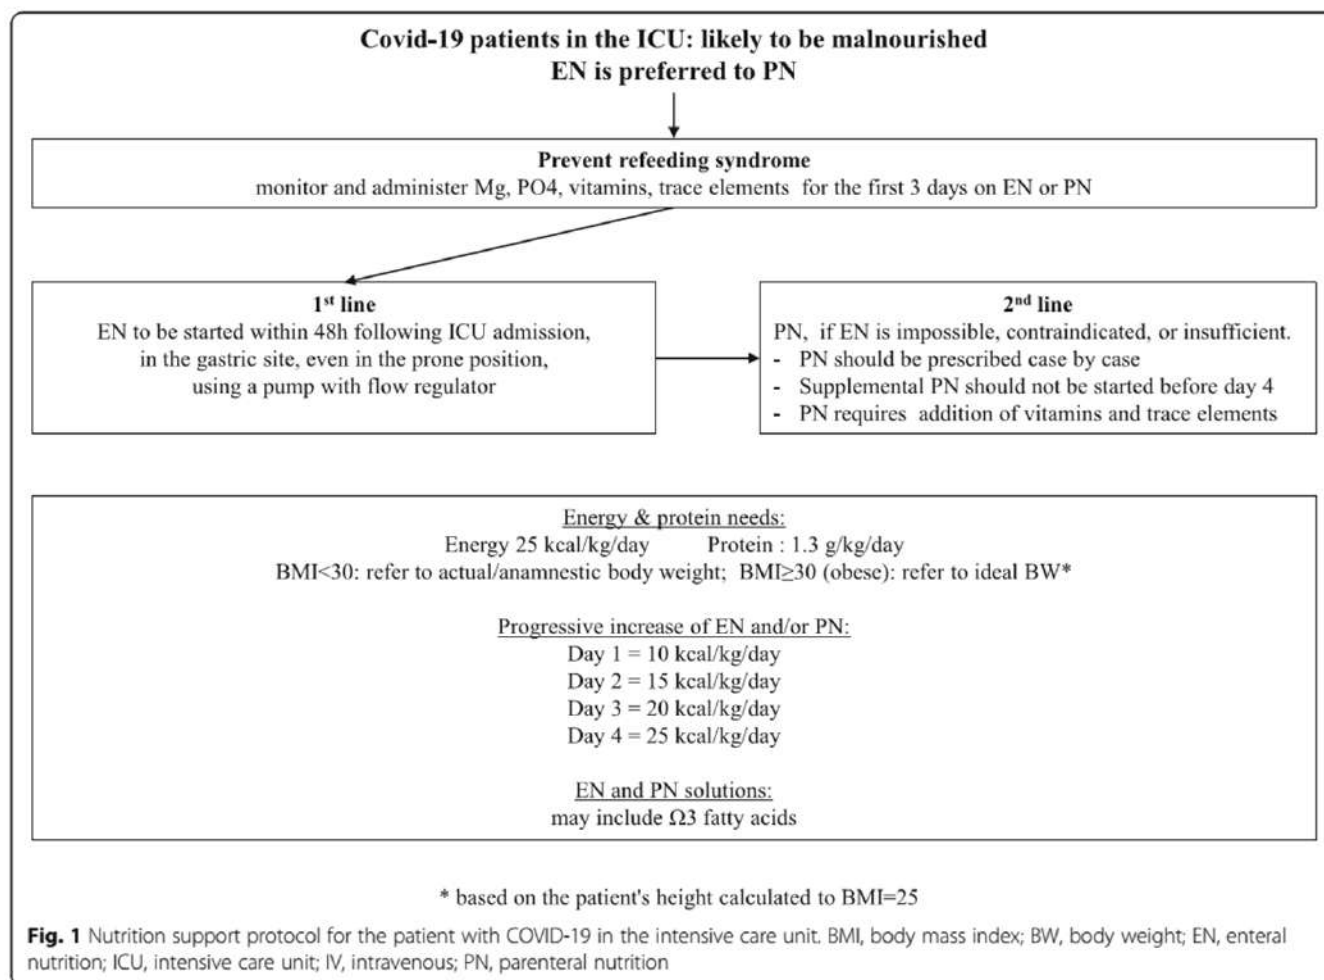 Covid-19 patients in the ICU: likely to be malnourished
EN is preferred to PN
Prevent refeeding syndrome
monitor and administer Mg, PO4, vitamins, trace elements for the first 3 days on EN or PN
1st line
EN to be started within 48h following ICU admission,
in the gastric site, even in the prone position,
using a pump with flow regulator
2nd line
PN, if EN is impossible, contraindicated, or insufficient.
- PN should be prescribed case by case
- Supplemental PN should not be started before day 4
- PN requires addition of vitamins and trace elements
Energy & protein needs:
Energy 25 kcal/kg/day Protein : 1.3 g/kg/day
BMI<30: refer to actual/anamnestic body weight; BMI≥30 (obese): refer to ideal BW*
Progressive increase of EN and/or PN:
Day 1 = 10 kcal/kg/day
Day 2 = 15 kcal/kg/day
Day 3 = 20 kcal/kg/day
Day 4 = 25 kcal/kg/day
EN and PN solutions:
may include Ω3 fatty acids
* based on the patient's height calculated to BMI=25
Fig. 1 Nutrition support protocol for the patient with COVID-19 in the intensive care unit. BMI, body mass index; BW, body weight; EN, enteral
nutrition; ICU, intensive care unit; IV, intravenous; PN, parenteral nutrition